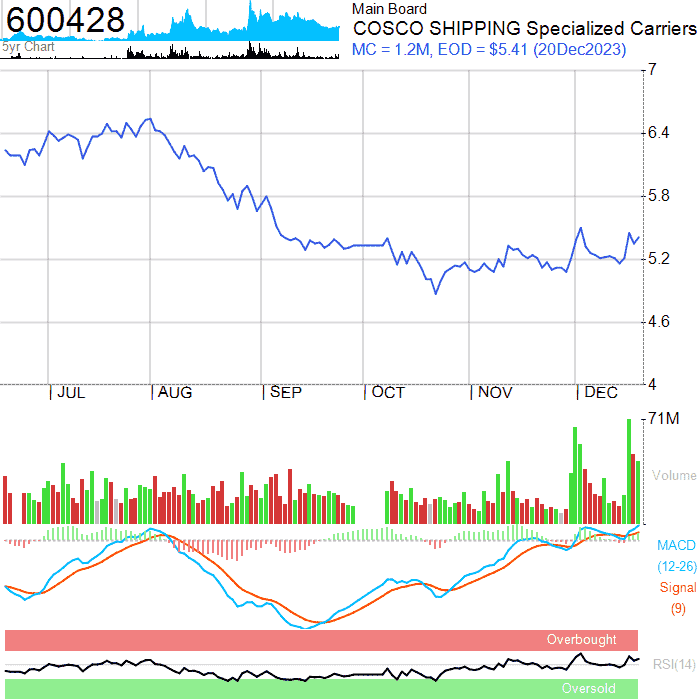 600428
5yr Chart
Main Board
COSCO SHIPPING Specialized Carriers
MC = 1.2M, EOD = $5.41 (20Dec2023)
7
6.4
5.8
5.2
4.6
4
JUL AUG SEP OCT NOV DEC
71M
Volume
MACD
(12-26)
Signal
(9)
Overbought
RSI(14)
Oversold